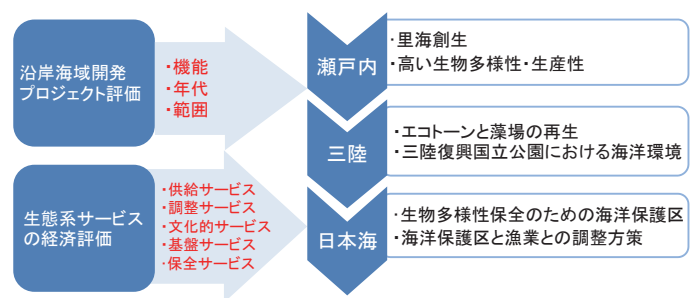 沿岸海域開発
プロジェクト評価
・機能
・年代
・範囲
生態系サービス
の経済評価
・供給サービス
・調整サービス
・文化的サービス
・基盤サービス
・保全サービス
瀬戸内
・里海創生
・高い生物多様性・生産性
三陸
・エコトーンと藻場の再生
・三陸復興国立公園における海洋環境
日本海
・生物多様性保全のための海洋保護区
・海洋保護区と漁業との調整方策